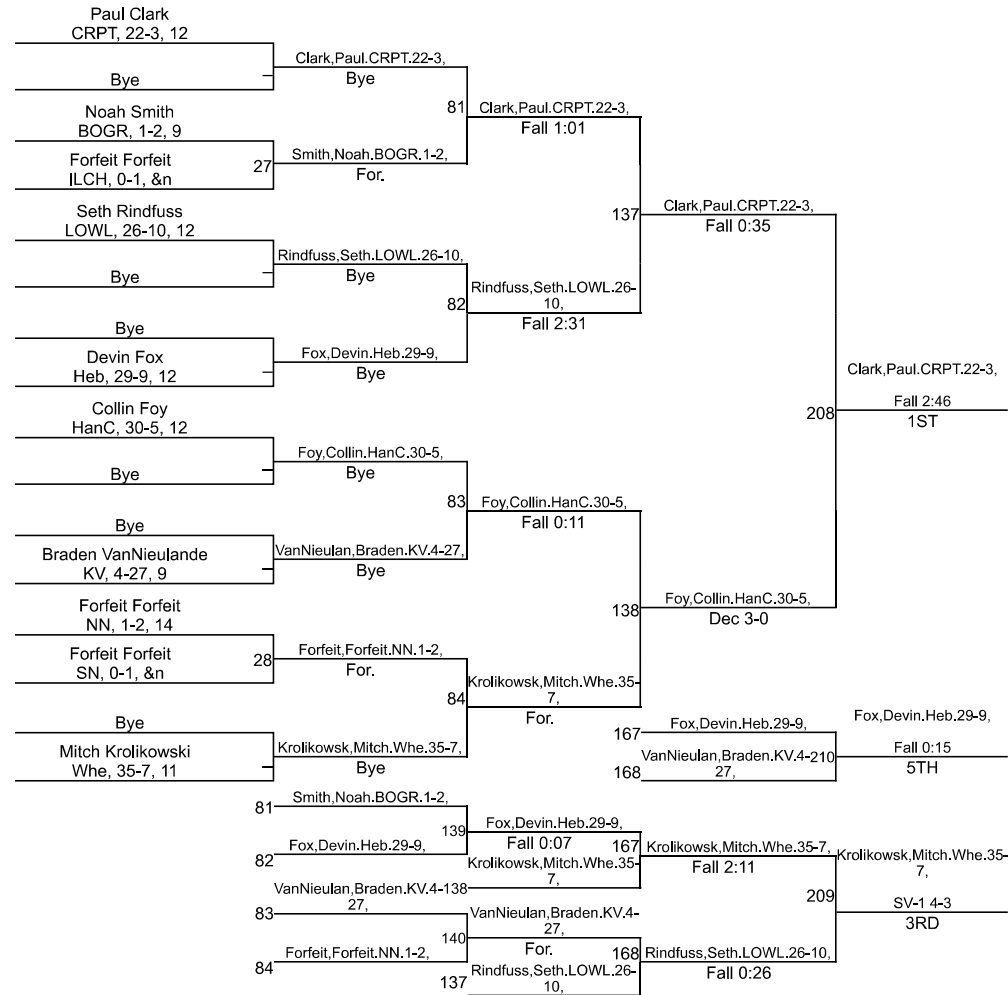 Paul Clark
CRPT, 22-3, 12
Clark,Paul.CRPT.22-3,
Bye
Bye
81
Clark,Paul.CRPT.22-3,
Fall 1:01
Noah Smith
BOGR, 1-2, 9
Smith,Noah.BOGR.1-2,
For.
27
Forfeit Forfeit
ILCH, 0-1, &n
137
Clark,Paul.CRPT.22-3,
Fall 0:35
Seth Rindfuss
LOWL, 26-10, 12
Rindfuss,Seth.LOWL.26-10,
Bye
Bye
82
Rindfuss,Seth.LOWL.26-
10,
Fall 2:31
Bye
Devin Fox
Heb, 29-9, 12
Fox,Devin.Heb.29-9,
Bye
208
Clark,Paul.CRPT.22-3,
Fall 2:46
1ST
Collin Foy
HanC, 30-5, 12
Foy,Collin.HanC.30-5,
Bye
Bye
83
Foy,Collin.HanC.30-5,
Fall 0:11
Bye
Braden VanNieulande
KV, 4-27, 9
VanNieulan,Braden.KV.4-27,
Bye
138
Foy,Collin.HanC.30-5,
Dec 3-0
Forfeit Forfeit
NN, 1-2, 14
28
Forfeit,Forfeit.NN.1-2,
For.
Forfeit Forfeit
SN, 0-1, &n
84
Krolikowsk,Mitch.Whe.35-
7,
For.
Bye
Mitch Krolikowski
Whe, 35-7, 11
Krolikowsk,Mitch.Whe.35-7,
Bye
167
Fox,Devin.Heb.29-9,
168
VanNieulan,Braden.KV.4-
27,
210
Fox,Devin.Heb.29-9,
Fall 0:15
5TH
81
Smith,Noah.BOGR.1-2,
82
Fox,Devin.Heb.29-9,
139
Fox,Devin.Heb.29-9,
Fall 0:07
167
138
Krolikowsk,Mitch.Whe.35-
7,
Krolikowsk,Mitch.Whe.35-7,
Fall 2:11
83
VanNieulan,Braden.KV.4-
27,
84
Forfeit,Forfeit.NN.1-2,
140
VanNieulan,Braden.KV.4-
27,
For.
168
137
Rindfuss,Seth.LOWL.26-
10,
Rindfuss,Seth.LOWL.26-10,
Fall 0:26
209
Krolikowsk,Mitch.Whe.35-
7,
SV-1 4-3
3RD